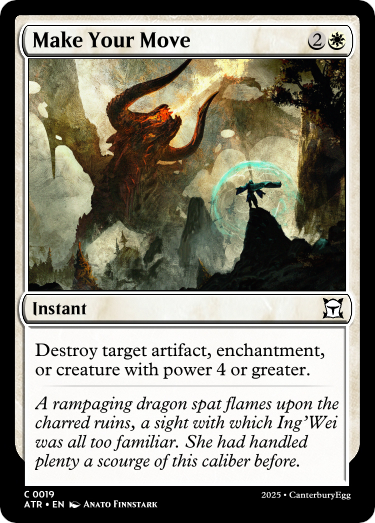 Make Your Move 2
Instant
Destroy target artifact, enchantment,
or creature with power 4 or greater.
A rampaging dragon spat flames upon the
charred ruins, a sight with which Ing'Wei
was all too familiar. She had handled
plenty a scourge of this caliber before.
C 0019
ATR • EN Anato Finnstark 2025 • CanterburyEgg